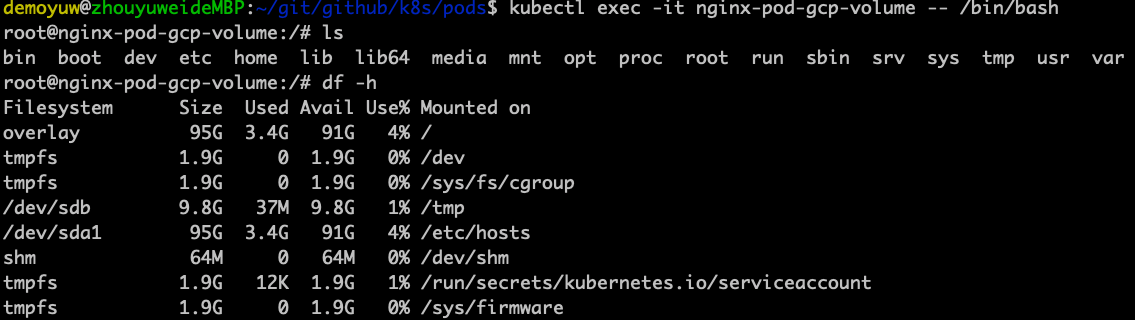 demoyuw@zhouyuweideMBP:~/git/github/k8s/pods$ kubectl exec -it nginx-pod-gcp-volume -- /bin/bash
root@nginx-pod-gcp-volume:/# ls
bin  boot  dev  etc  home  lib  lib64  media  mnt  opt  proc  root  run  sbin  srv  sys  tmp  usr  var
root@nginx-pod-gcp-volume:/# df -h
Filesystem      Size  Used Avail Use% Mounted on
overlay          95G  3.4G   91G   4% /
tmpfs           1.9G     0  1.9G   0% /dev
tmpfs           1.9G     0  1.9G   0% /sys/fs/cgroup
/dev/sdb        9.8G   37M  9.8G   1% /tmp
/dev/sda1        95G  3.4G   91G   4% /etc/hosts
shm              64M     0   64M   0% /dev/shm
tmpfs           1.9G   12K  1.9G   1% /run/secrets/kubernetes.io/serviceaccount
tmpfs           1.9G     0  1.9G   0% /sys/firmware